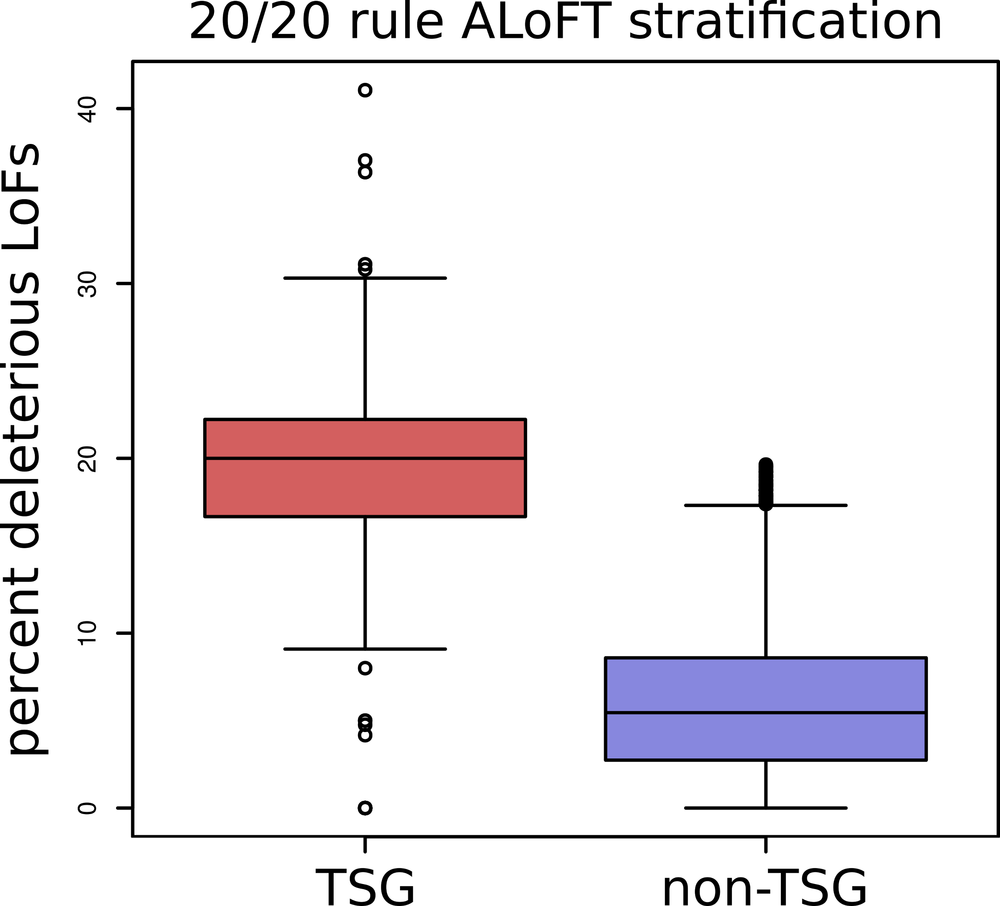 20/20 rule ALoFT stratification
percent deleterious LoFs
40
30
20
10
0
TSG
non-TSG